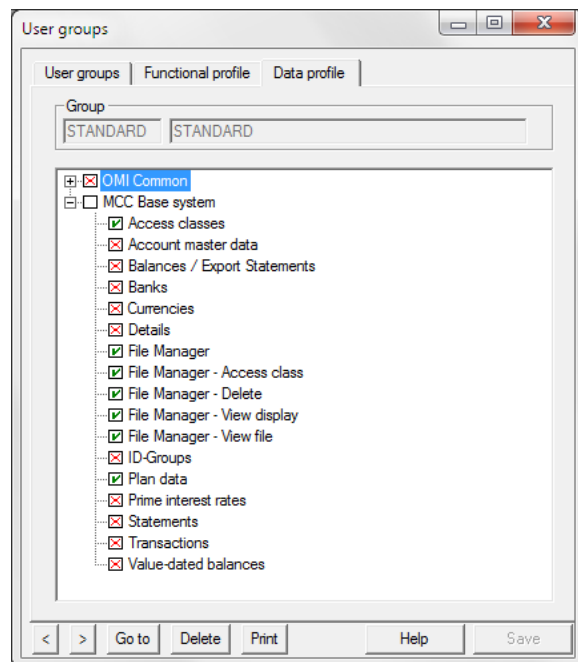 User groups
User groups Functional profile Data profile
Group
STANDARD STANDARD
OMI Common
MCC Base system
Access classes
Account master data
Balances / Export Statements
Banks
Currencies
Details
File Manager
File Manager - Access class
File Manager - Delete
File Manager - View display
File Manager - View file
ID-Groups
Plan data
Prime interest rates
Statements
Transactions
Value-dated balances
< > Go to Delete Print Help Save